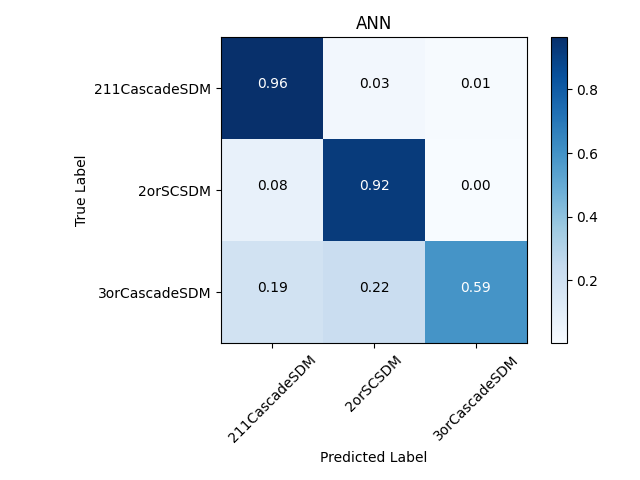 ANN
True Label
211CascadeSDM
0.96 0.03 0.01
2orSCSDM
0.08 0.92 0.00
3orCascadeSDM
0.19 0.22 0.59
211CascadeSDM 2orSCSDM 3orCascadeSDM
Predicted Label
0.8
0.6
0.4
0.2